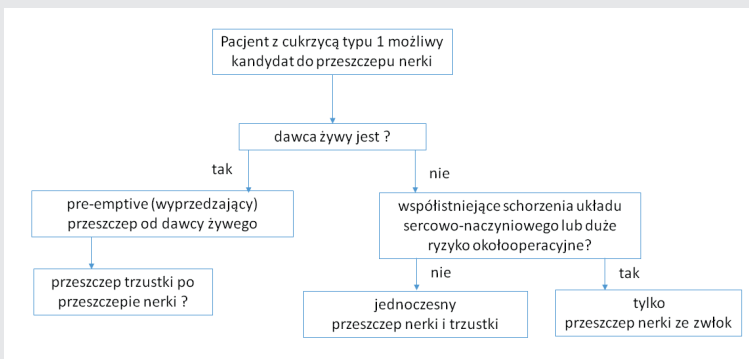 Pacjent z cukrzycą typu 1 możliwy
kandydat do przeszczepu nerki
dawca żywy jest ?
tak
nie
pre-emptive (wyprzedzający)
przeszczep od dawcy żywego
współistniejące schorzenia układu
sercowo-naczyniowego lub duże
ryzyko okołooperacyjne?
przeszczep trzustki po
przeszczepie nerki ?
nie
tak
jednoczesny
przeszczep nerki i trzustki
tylko
przeszczep nerki ze zwłok